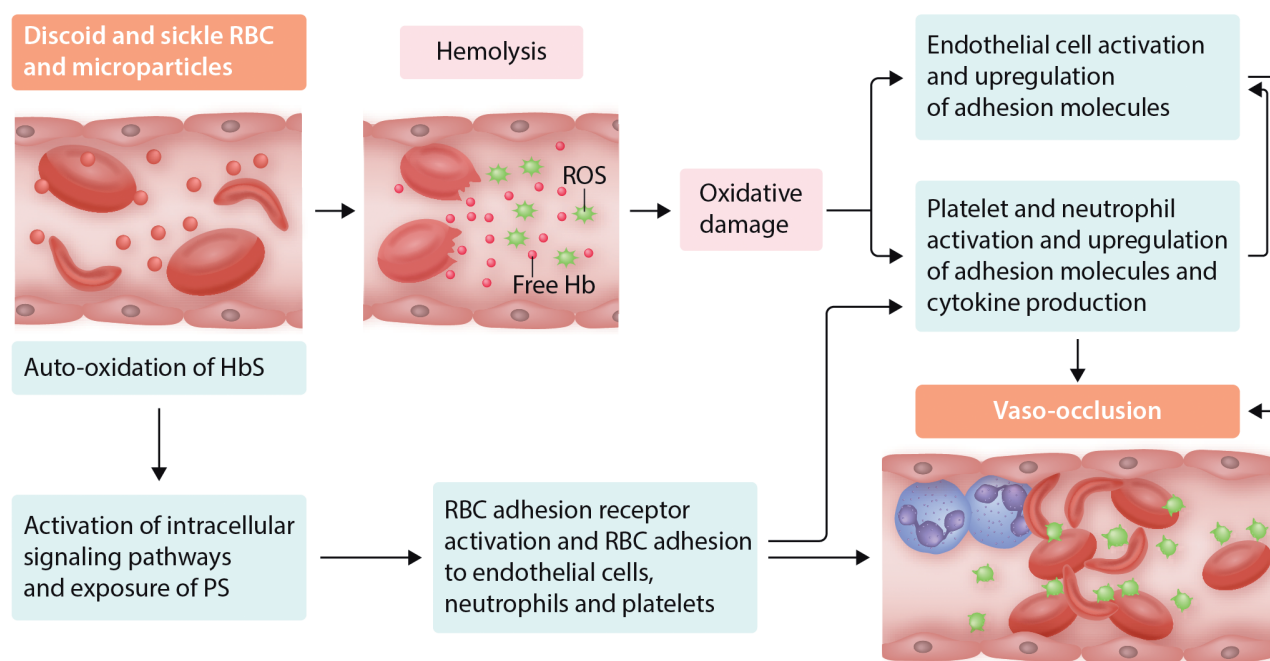 Discoid and sickle RBC
and microparticles
Hemolysis
ROS
Free Hb
Oxidative
damage
Endothelial cell activation
and upregulation
of adhesion molecules
Platelet and neutrophil
activation and upregulation
of adhesion molecules and
cytokine production
Auto-oxidation of HbS
Vaso-occlusion
Activation of intracellular
signaling pathways
and exposure of PS
RBC adhesion receptor
activation and RBC adhesion
to endothelial cells,
neutrophils and platelets